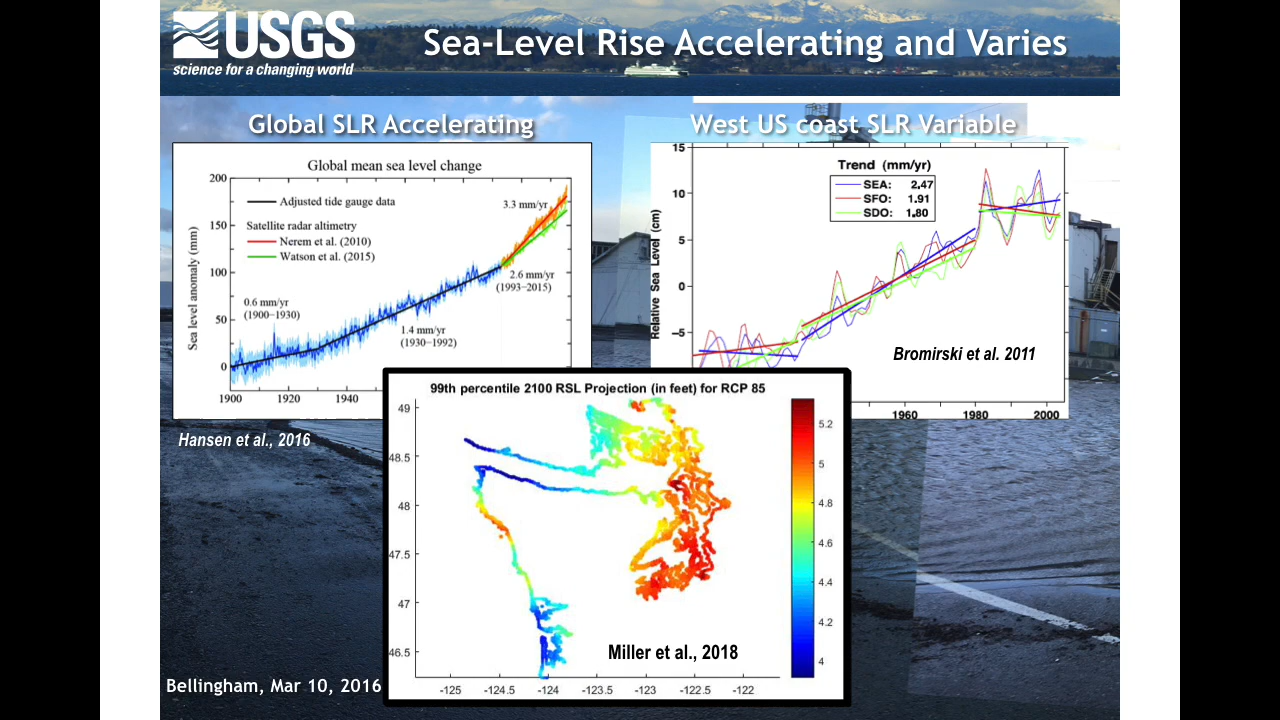 USGS
science for a changing world
Sea-Level Rise Accelerating and Varies
Global SLR Accelerating
Global mean sea level change
200
150
100
50
0
Sea level anomaly (mm)
Adjusted tide gauge data
Satellite radar altimetry
Nerem et al. (2010)
Watson et al. (2015)
3.3 mm/yr
2.6 mm/yr
(1993−2015)
0.6 mm/yr
(1900−1930)
1.4 mm/yr
(1930−1992)
1900 1920 1940
Hansen et al., 2016
West US coast SLR Variable
15
10
5
0
−5
Relative Sea Level (cm)
Trend (mm/yr)
SEA: 2.47
SFO: 1.91
SDO: 1.80
Bromirski et al. 2011
1960 1980 2000
99th percentile 2100 RSL Projection (in feet) for RCP 85
49
48.5
48
47.5
47
46.5
-125 -124.5 -124 -123.5 -123 -122.5 -122
5.2
5
4.8
4.6
4.4
4.2
4
Miller et al., 2018
Bellingham, Mar 10, 2016